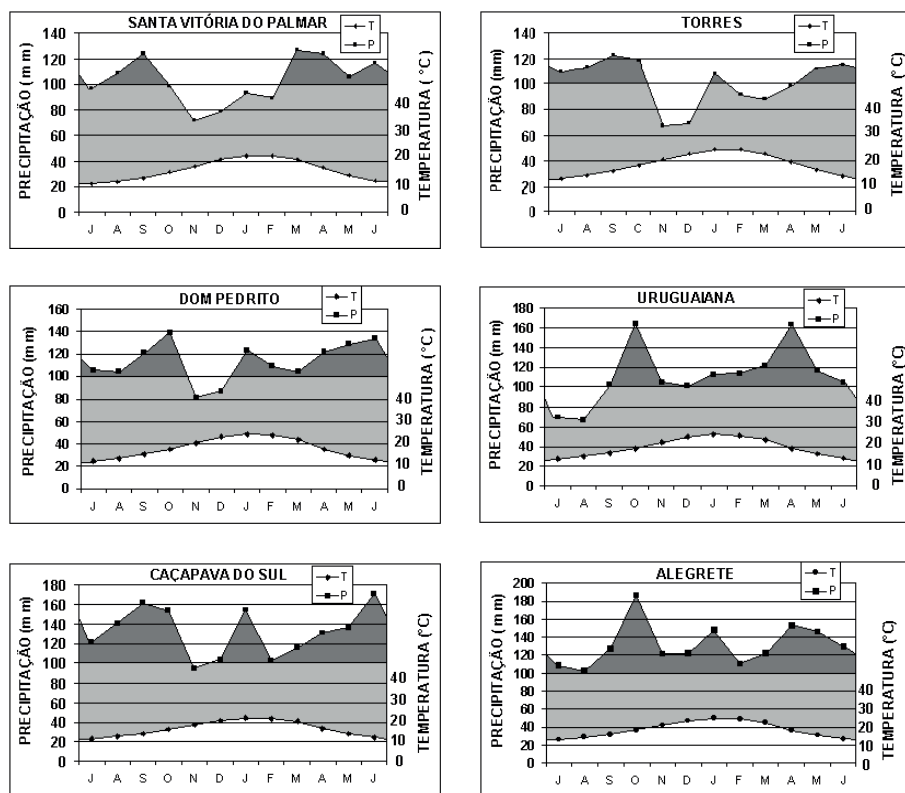 SANTA VITÓRIA DO PALMAR
T
P
PRECIPITAÇÃO (mm)
140
120
100
80
60
40
20
0
TEMPERATURA (°C)
40
30
20
10
0
J A S O N D J F M A M J
TORRES
T
P
PRECIPITAÇÃO (mm)
140
120
100
80
60
40
20
0
TEMPERATURA (°C)
40
30
20
10
0
J A S C N D J F M A M J
DOM PEDRITO
T
P
PRECIPITAÇÃO (mm)
160
140
120
100
80
60
40
20
0
TEMPERATURA (°C)
40
30
20
10
0
J A S O N D J F M A M J
URUGUAIANA
T
P
PRECIPITAÇÃO (mm)
180
160
140
120
100
80
60
40
20
0
TEMPERATURA (°C)
40
30
20
10
0
J A S O N D J F M A M J
CAÇAPAVA DO SUL
T
P
PRECIPITAÇÃO (mm)
180
160
140
120
100
80
60
40
20
0
TEMPERATURA (°C)
40
30
20
10
0
J A S O N D J F M A M J
ALEGRETE
T
P
PRECIPITAÇÃO (mm)
200
180
160
140
120
100
80
60
40
20
0
TEMPERATURA (°C)
40
30
20
10
0
J A S O N D J F M A M J